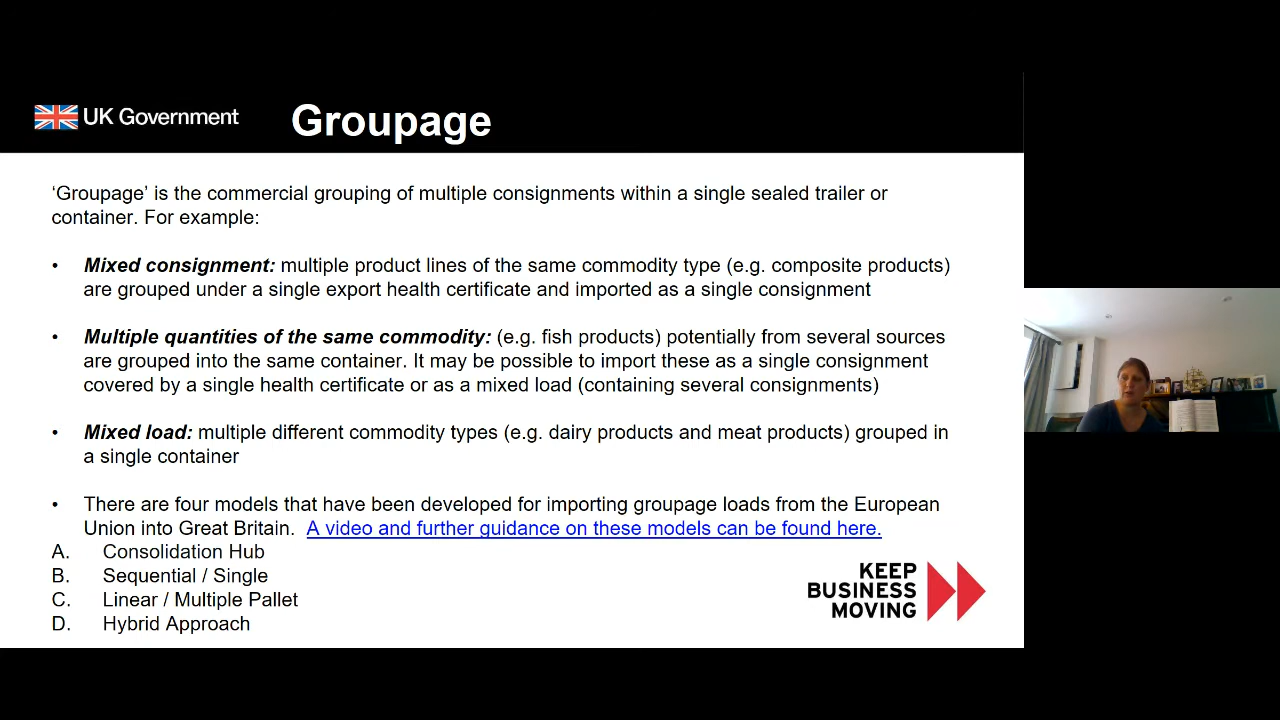 UK Government
Groupage
‘Groupage’ is the commercial grouping of multiple consignments within a single sealed trailer or
container. For example:
• Mixed consignment: multiple product lines of the same commodity type (e.g. composite products)
are grouped under a single export health certificate and imported as a single consignment
• Multiple quantities of the same commodity: (e.g. fish products) potentially from several sources
are grouped into the same container. It may be possible to import these as a single consignment
covered by a single health certificate or as a mixed load (containing several consignments)
• Mixed load: multiple different commodity types (e.g. dairy products and meat products) grouped in
a single container
• There are four models that have been developed for importing groupage loads from the European
Union into Great Britain. A video and further guidance on these models can be found here.
A. Consolidation Hub
B. Sequential / Single
C. Linear / Multiple Pallet
D. Hybrid Approach
KEEP
BUSINESS
MOVING